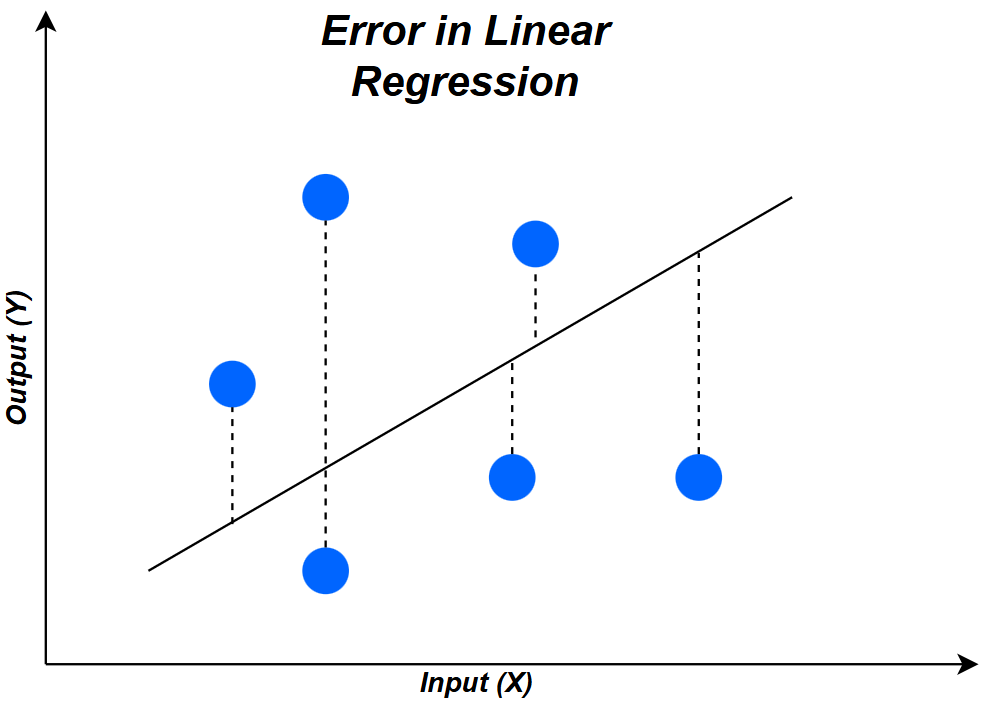 Error in Linear
Regression
Output (Y)
Input (X)